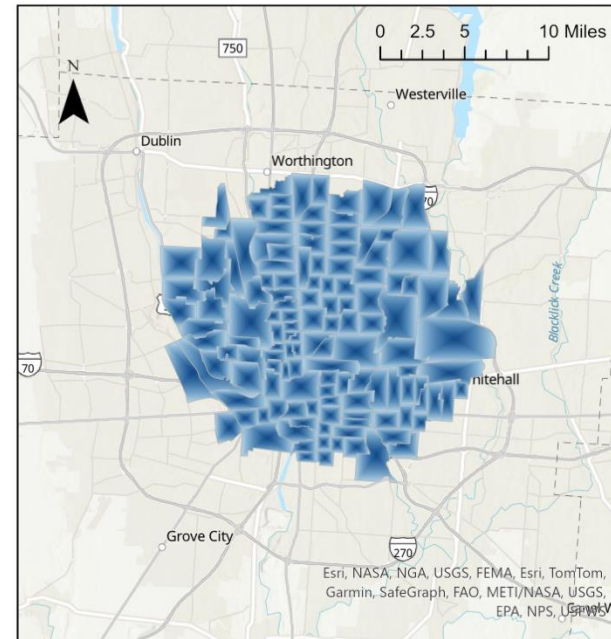 0 2.5 5 10 Miles
750
N
Westerville
Dublin
Worthington
70
Blacklick Creek
70
nitehall
Grove City
270
Esri, NASA, NGA, USGS, FEMA, Esri, TomTom,
Garmin, SafeGraph, FAO, METI/NASA, USGS,
EPA, NPS, USFWS